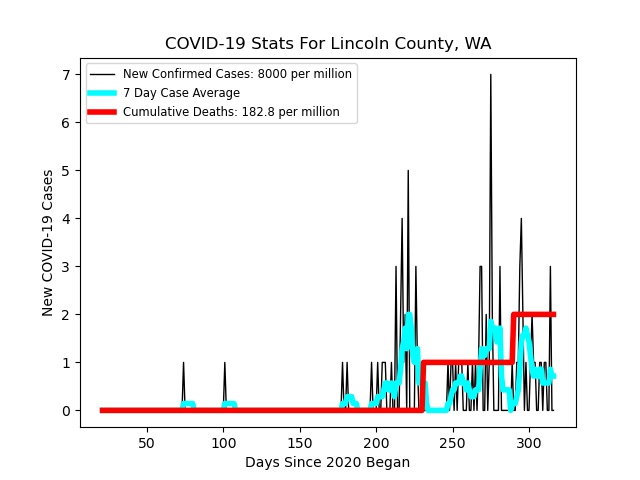 COVID-19 Stats For Lincoln County, WA
New Confirmed Cases: 8000 per million
7 Day Case Average
Cumulative Deaths: 182.8 per million
New COVID-19 Cases
7
6
5
4
3
2
1
0
50 100 150 200 250 300
Days Since 2020 Began